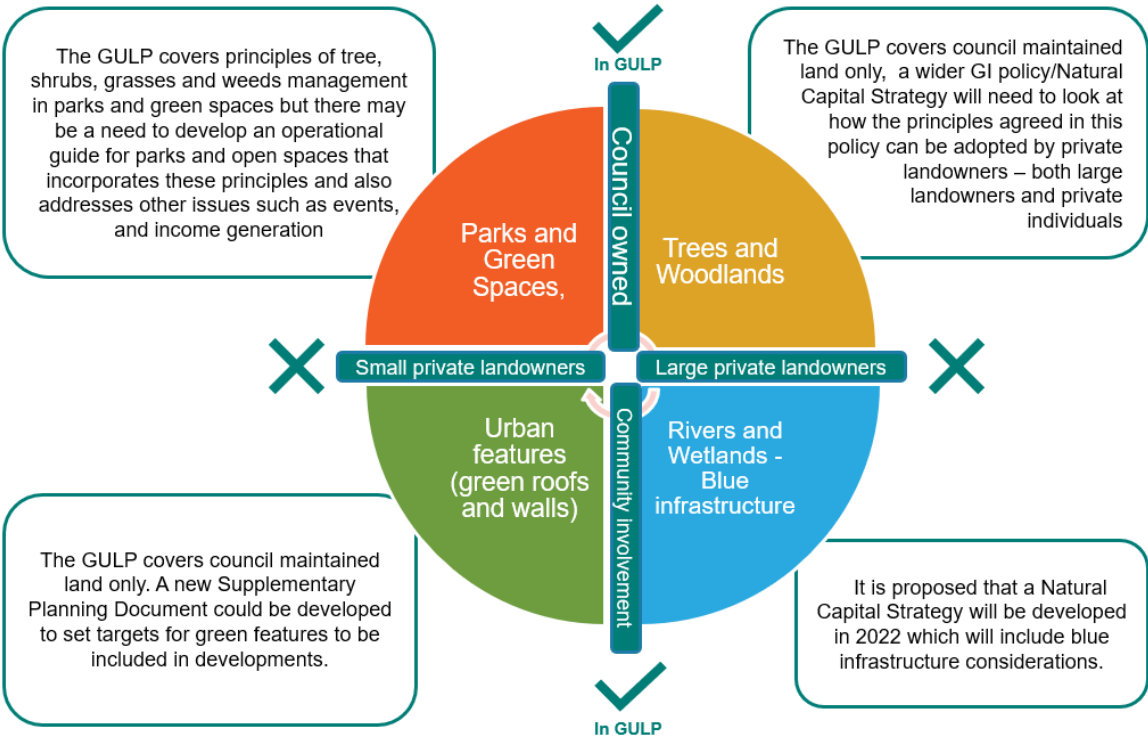 The GULP covers principles of tree,
shrubs, grasses and weeds management
in parks and green spaces but there may
be a need to develop an operational
guide for parks and open spaces that
incorporates these principles and also
addresses other issues such as events,
and income generation
In GULP
The GULP covers council maintained
land only, a wider GI policy/Natural
Capital Strategy will need to look at
how the principles agreed in this
policy can be adopted by private
landowners – both large
landowners and private
individuals
Council owned
Parks and
Green
Spaces,
Trees and
Woodlands
Small private landowners
Large private landowners
Urban
features
(green roofs
and walls)
Community involvement
Rivers and
Wetlands -
Blue
infrastructure
The GULP covers council maintained
land only. A new Supplementary
Planning Document could be developed
to set targets for green features to be
included in developments.
It is proposed that a Natural
Capital Strategy will be developed
in 2022 which will include blue
infrastructure considerations.
In GULP